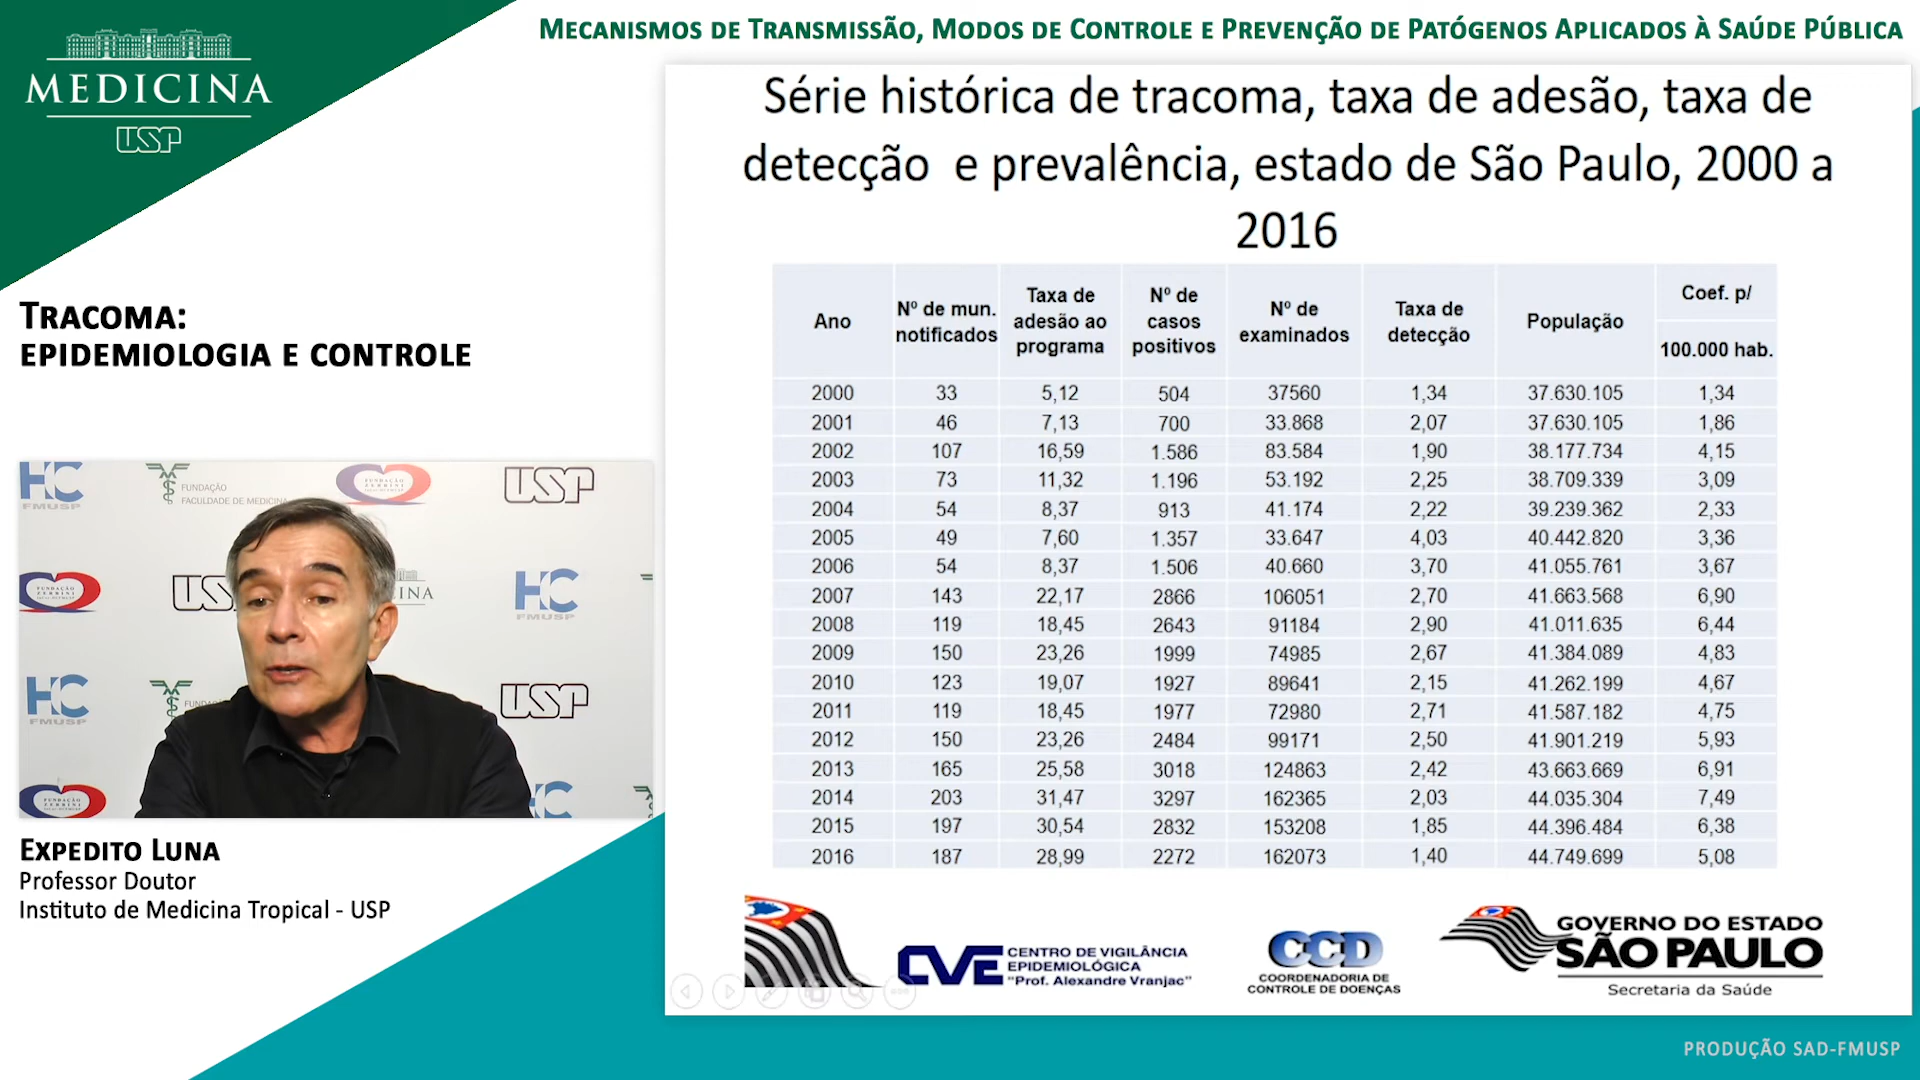 MEDICINA
USP
MECANISMOS DE TRANSMISSÃO, MODOS DE CONTROLE E PREVENÇÃO DE PATÓGENOS APLICADOS À SAÚDE PÚBLICA
TRACOMA:
EPIDEMIOLOGIA E CONTROLE
HC
FMUSP
FUNDAÇÃO
FACULDADE DE MEDICINA
USP
US
INA
HC
FMUSP
HC
FMUSP
USP
EXPEDITO LUNA
Professor Doutor
Instituto de Medicina Tropical - USP
Série histórica de tracoma, taxa de adesão, taxa de
detecção e prevalência, estado de São Paulo, 2000 a
2016
Ano Nº de mun. notificados Taxa de adesão ao programa Nº de casos positivos Nº de examinados Taxa de detecção População Coef. p/ 100.000 hab.
2000 33 5,12 504 37560 1,34 37.630.105 1,34
2001 46 7,13 700 33.868 2,07 37.630.105 1,86
2002 107 16,59 1.586 83.584 1,90 38.177.734 4,15
2003 73 11,32 1.196 53.192 2,25 38.709.339 3,09
2004 54 8,37 913 41.174 2,22 39.239.362 2,33
2005 49 7,60 1.357 33.647 4,03 40.442.820 3,36
2006 54 8,37 1.506 40.660 3,70 41.055.761 3,67
2007 143 22,17 2866 106051 2,70 41.663.568 6,90
2008 119 18,45 2643 91184 2,90 41.011.635 6,44
2009 150 23,26 1999 74985 2,67 41.384.089 4,83
2010 123 19,07 1927 89641 2,15 41.262.199 4,67
2011 119 18,45 1977 72980 2,71 41.587.182 4,75
2012 150 23,26 2484 99171 2,50 41.901.219 5,93
2013 165 25,58 3018 124863 2,42 43.663.669 6,91
2014 203 31,47 3297 162365 2,03 44.035.304 7,49
2015 197 30,54 2832 153208 1,85 44.396.484 6,38
2016 187 28,99 2272 162073 1,40 44.749.699 5,08
CVE CENTRO DE VIGILÂNCIA
EPIDEMIOLÓGICA
"Prof. Alexandre Vranjac"
CCD
COORDENADORIA DE
CONTROLE DE DOENÇAS
GOVERNO DO ESTADO
SÃO PAULO
Secretaria da Saúde
PRODUÇÃO SAD-FMUSP